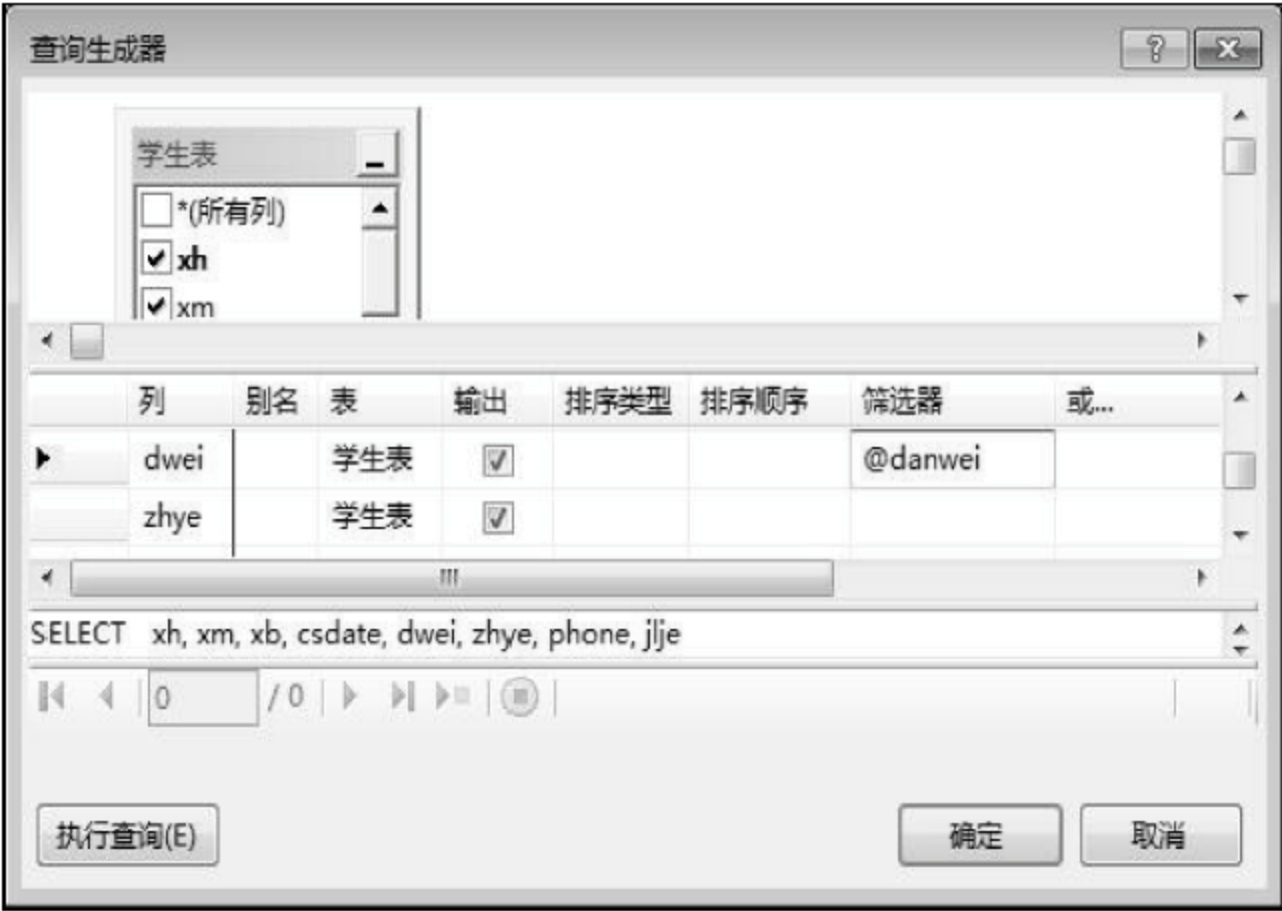 查询生成器
学生表
*(所有列)
xh
xm
列 别名 表 输出 排序类型 排序顺序 筛选器 或...
dwei 学生表 @danwei
zhye 学生表
SELECT xh, xm, xb, csdate, dwei, zhye, phone, jlje
0 / 0
执行查询(E) 确定 取消